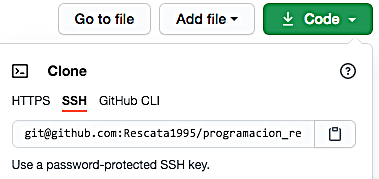 Go to file Add file Code
Clone
HTTPS SSH GitHub CLI
git@github.com:Rescata1995/programacion_re
Use a password-protected SSH key.